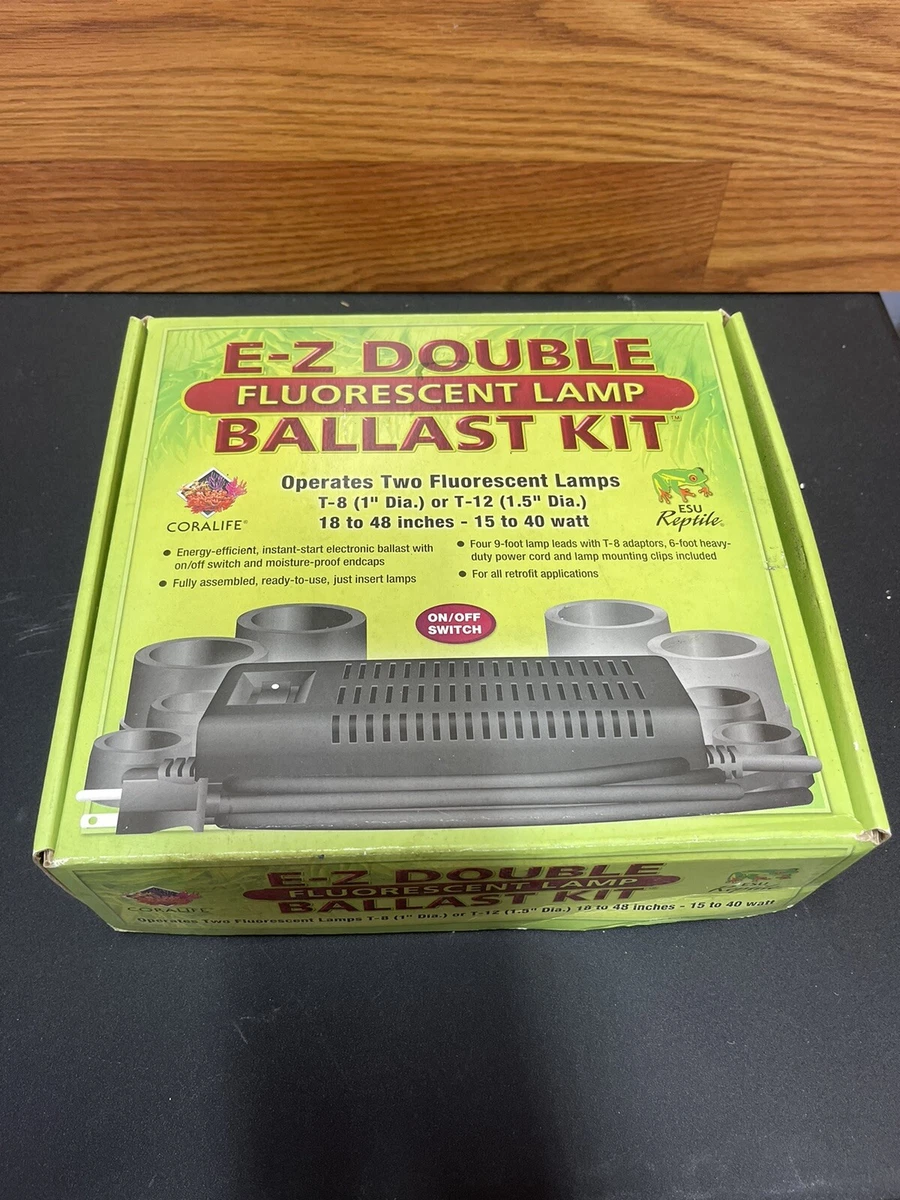 E-Z DOUBLE
FLUORESCENT LAMP
BALLAST KIT™
Operates Two Fluorescent Lamps
T-8 (1" Dia.) or T-12 (1.5" Dia.)
18 to 48 inches - 15 to 40 watt
CORALIFE®
ESU
Reptile®
● Energy-efficient, instant-start electronic ballast with
on/off switch and moisture-proof endcaps
● Fully assembled, ready-to-use, just insert lamps
● Four 9-foot lamp leads with T-8 adaptors, 6-foot heavy-
duty power cord and lamp mounting clips included
● For all retrofit applications
ON/OFF
SWITCH
E-Z DOUBLE
FLUORESCENT LAMP
BALLAST KIT
CORALIFE
ESU
Reptile
Operates Two Fluorescent Lamps T-8 (1" Dia.) or T-12 (1.5" Dia.) 18 to 48 inches - 15 to 40 watt